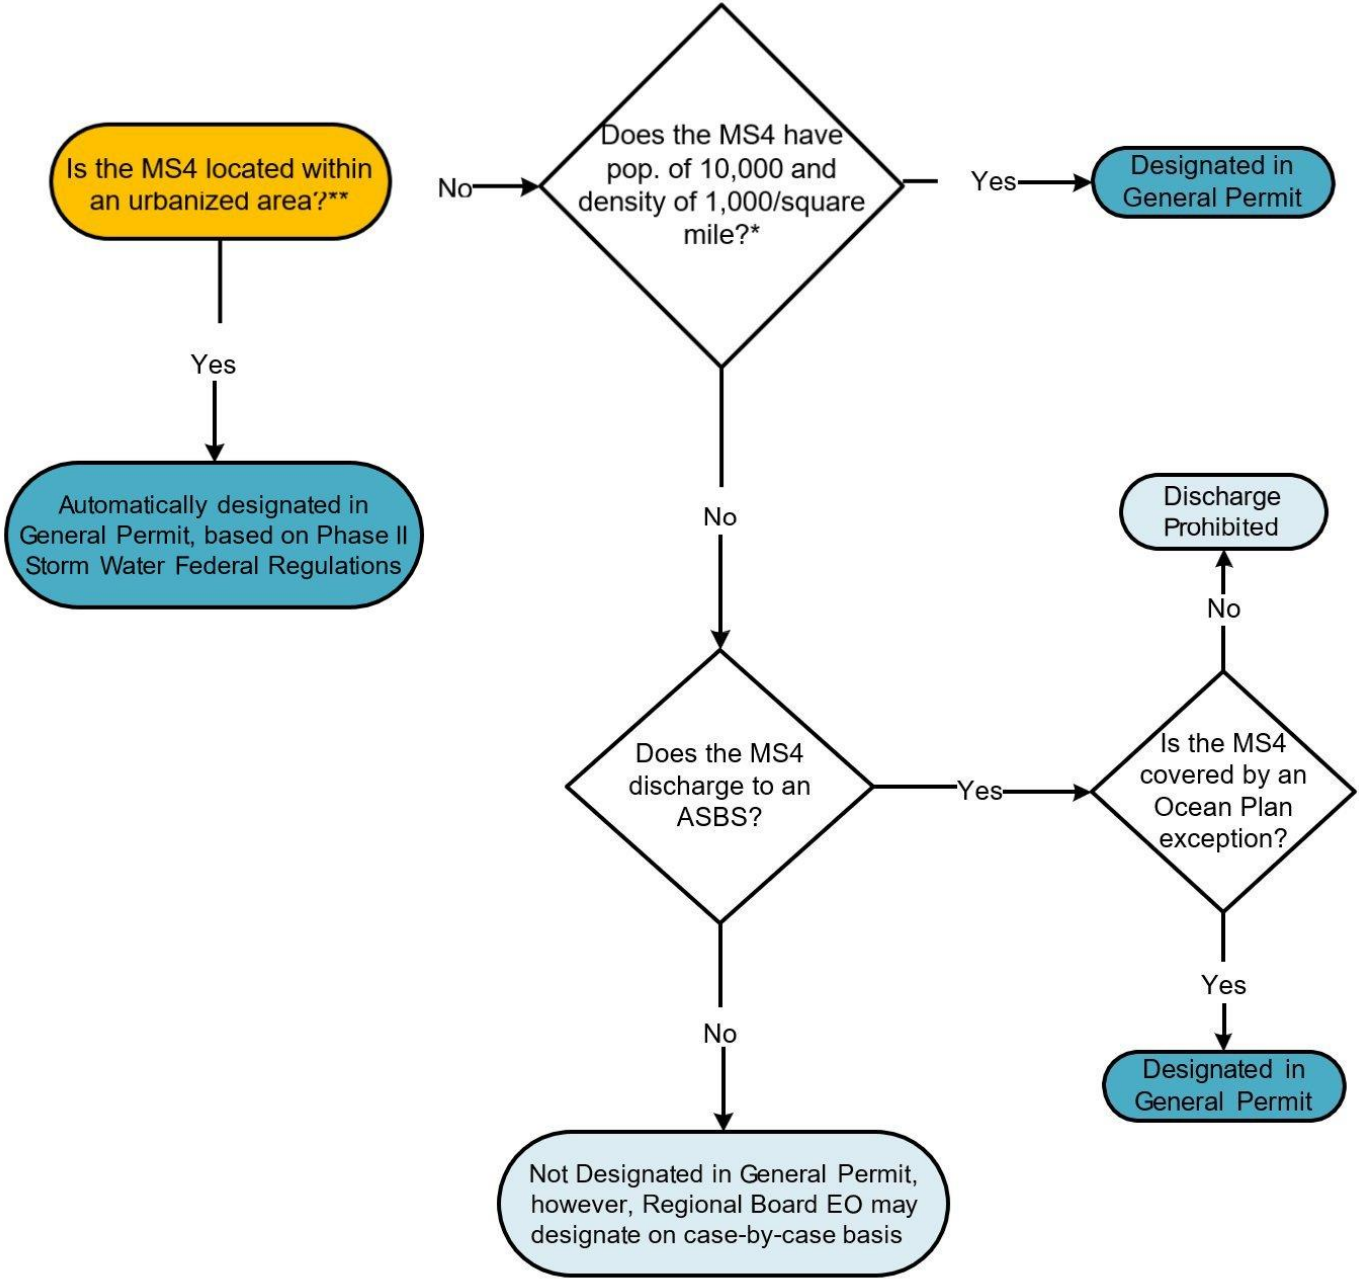 Is the MS4 located within
an urbanized area?**
No
Does the MS4 have
pop. of 10,000 and
density of 1,000/square
mile?*
Yes
Designated in
General Permit
Yes
Automatically designated in
General Permit, based on Phase II
Storm Water Federal Regulations
No
Discharge
Prohibited
No
Does the MS4
discharge to an
ASBS?
Yes
Is the MS4
covered by an
Ocean Plan
exception?
Yes
Designated in
General Permit
No
Not Designated in General Permit,
however, Regional Board EO may
designate on case-by-case basis